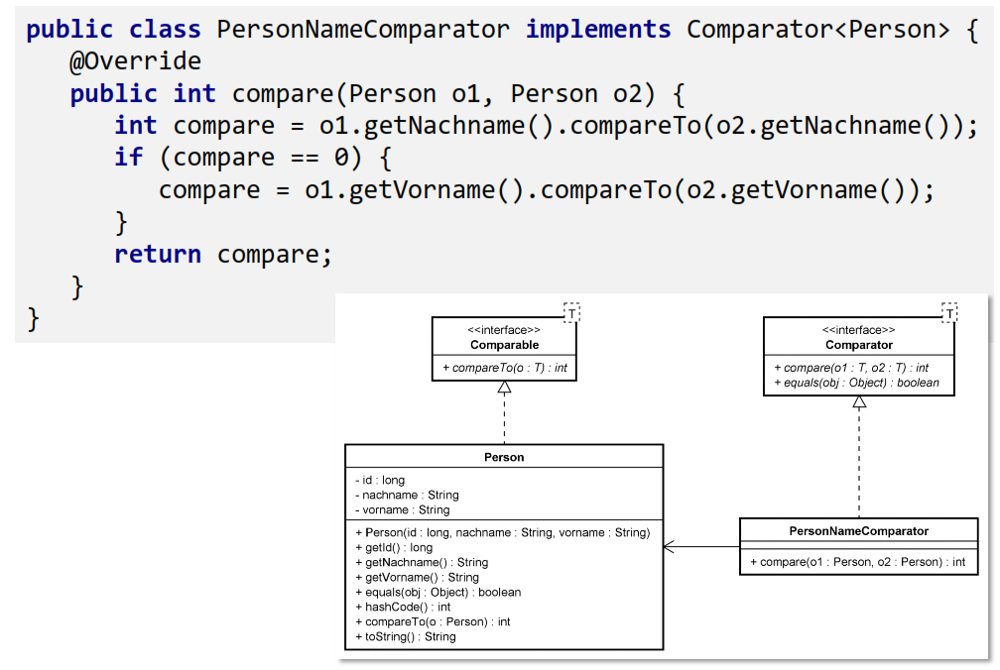 public class PersonNameComparator implements Comparator<Person> {
@Override
public int compare(Person o1, Person o2) {
int compare = o1.getNachname().compareTo(o2.getNachname());
if (compare == 0) {
compare = o1.getVorname().compareTo(o2.getVorname());
}
return compare;
}
}
T
<<interface>>
Comparable
+ compareTo(o : T) : int
T
<<interface>>
Comparator
+ compare(o1 : T, o2 : T) : int
+ equals(obj : Object) : boolean
Person
- id : long
- nachname : String
- vorname : String
+ Person(id : long, nachname : String, vorname : String)
+ getId() : long
+ getNachname() : String
+ getVorname() : String
+ equals(obj : Object) : boolean
+ hashCode() : int
+ compareTo(o : Person) : int
+ toString() : String
PersonNameComparator
+ compare(o1 : Person, o2 : Person) : int